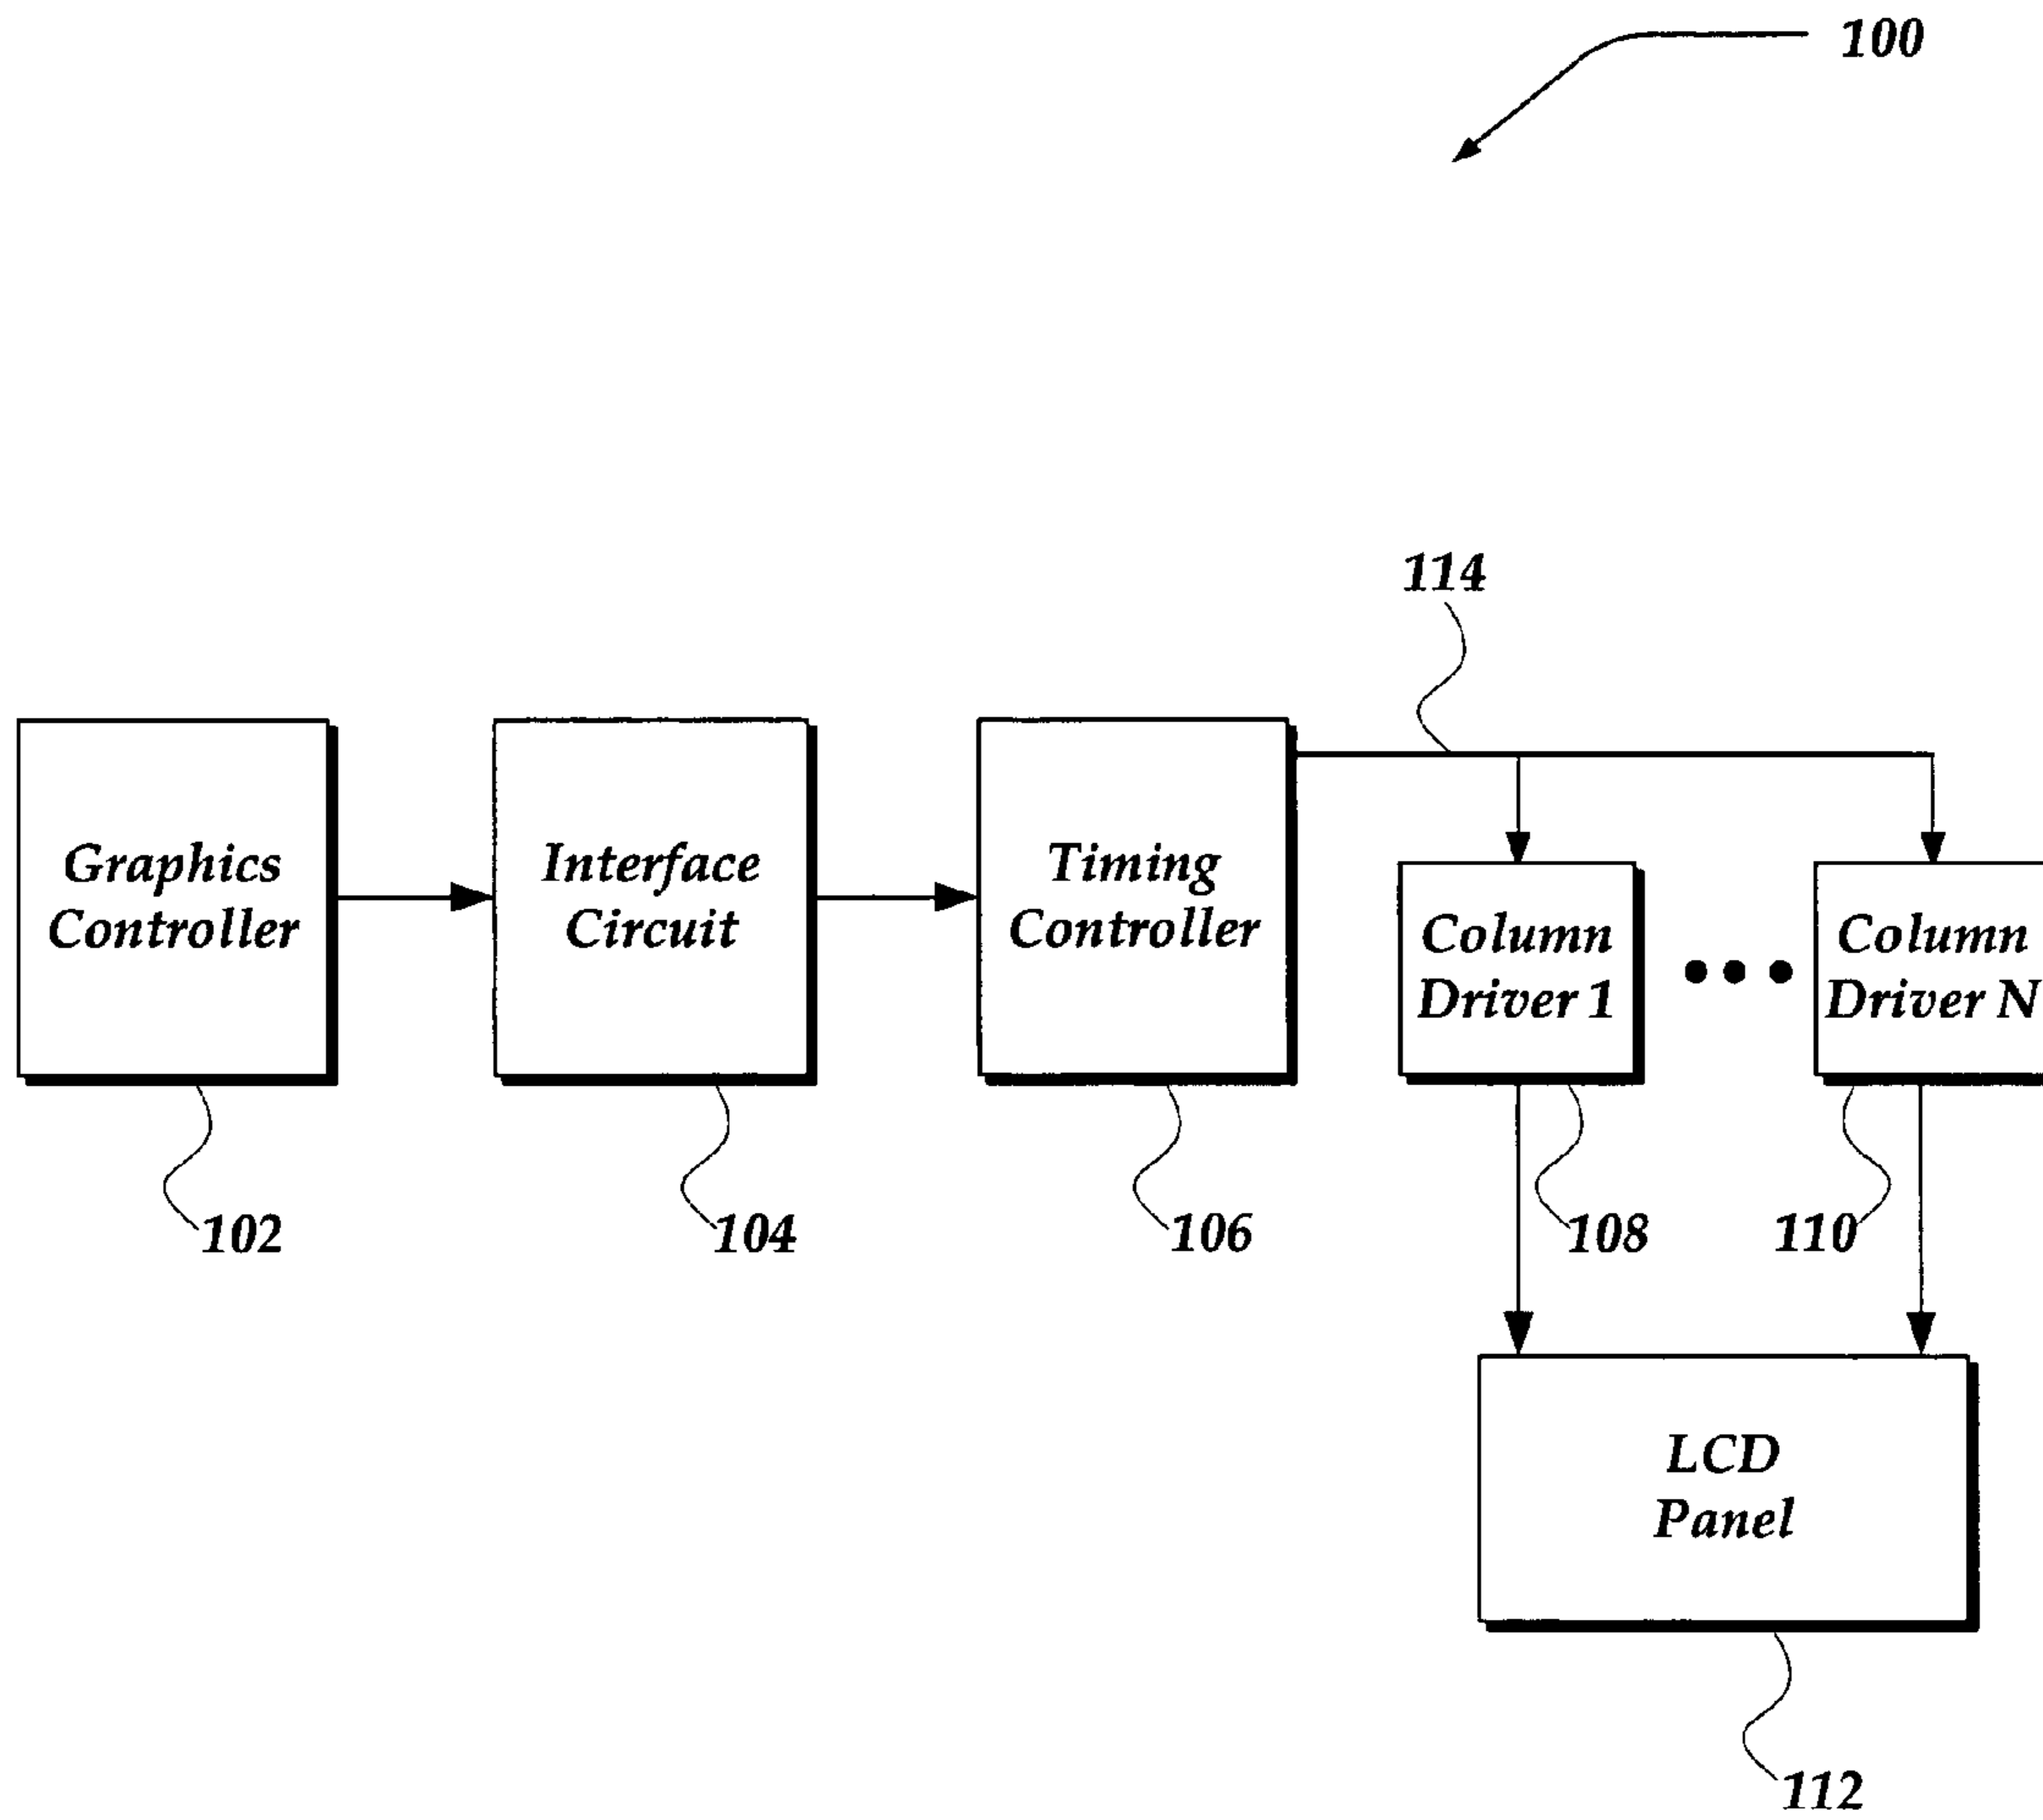 100
114
Graphics
Controller
Interface
Circuit
Timing
Controller
Column
Driver 1
Column
Driver N
102
104
106
108
110
LCD
Panel
112